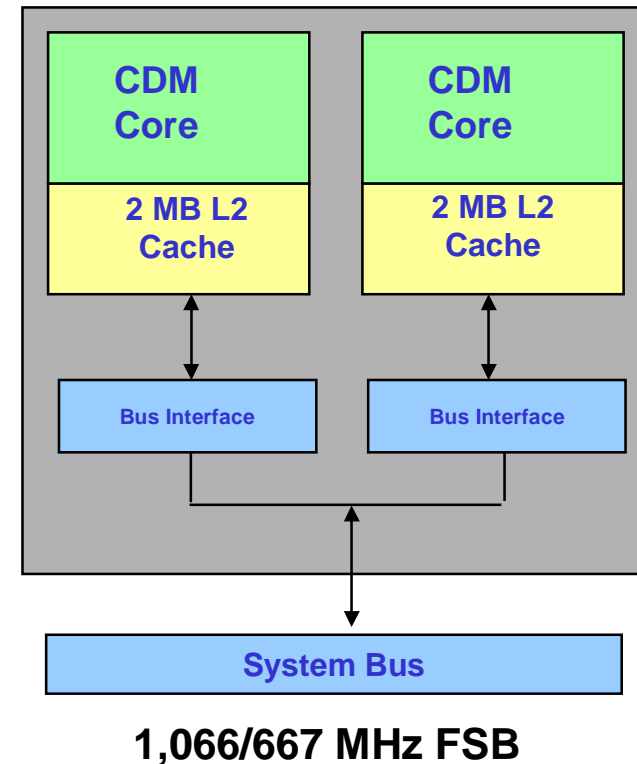 CDM
Core
2 MB L2
Cache
Bus Interface
CDM
Core
2 MB L2
Cache
Bus Interface
System Bus
1,066/667 MHz FSB